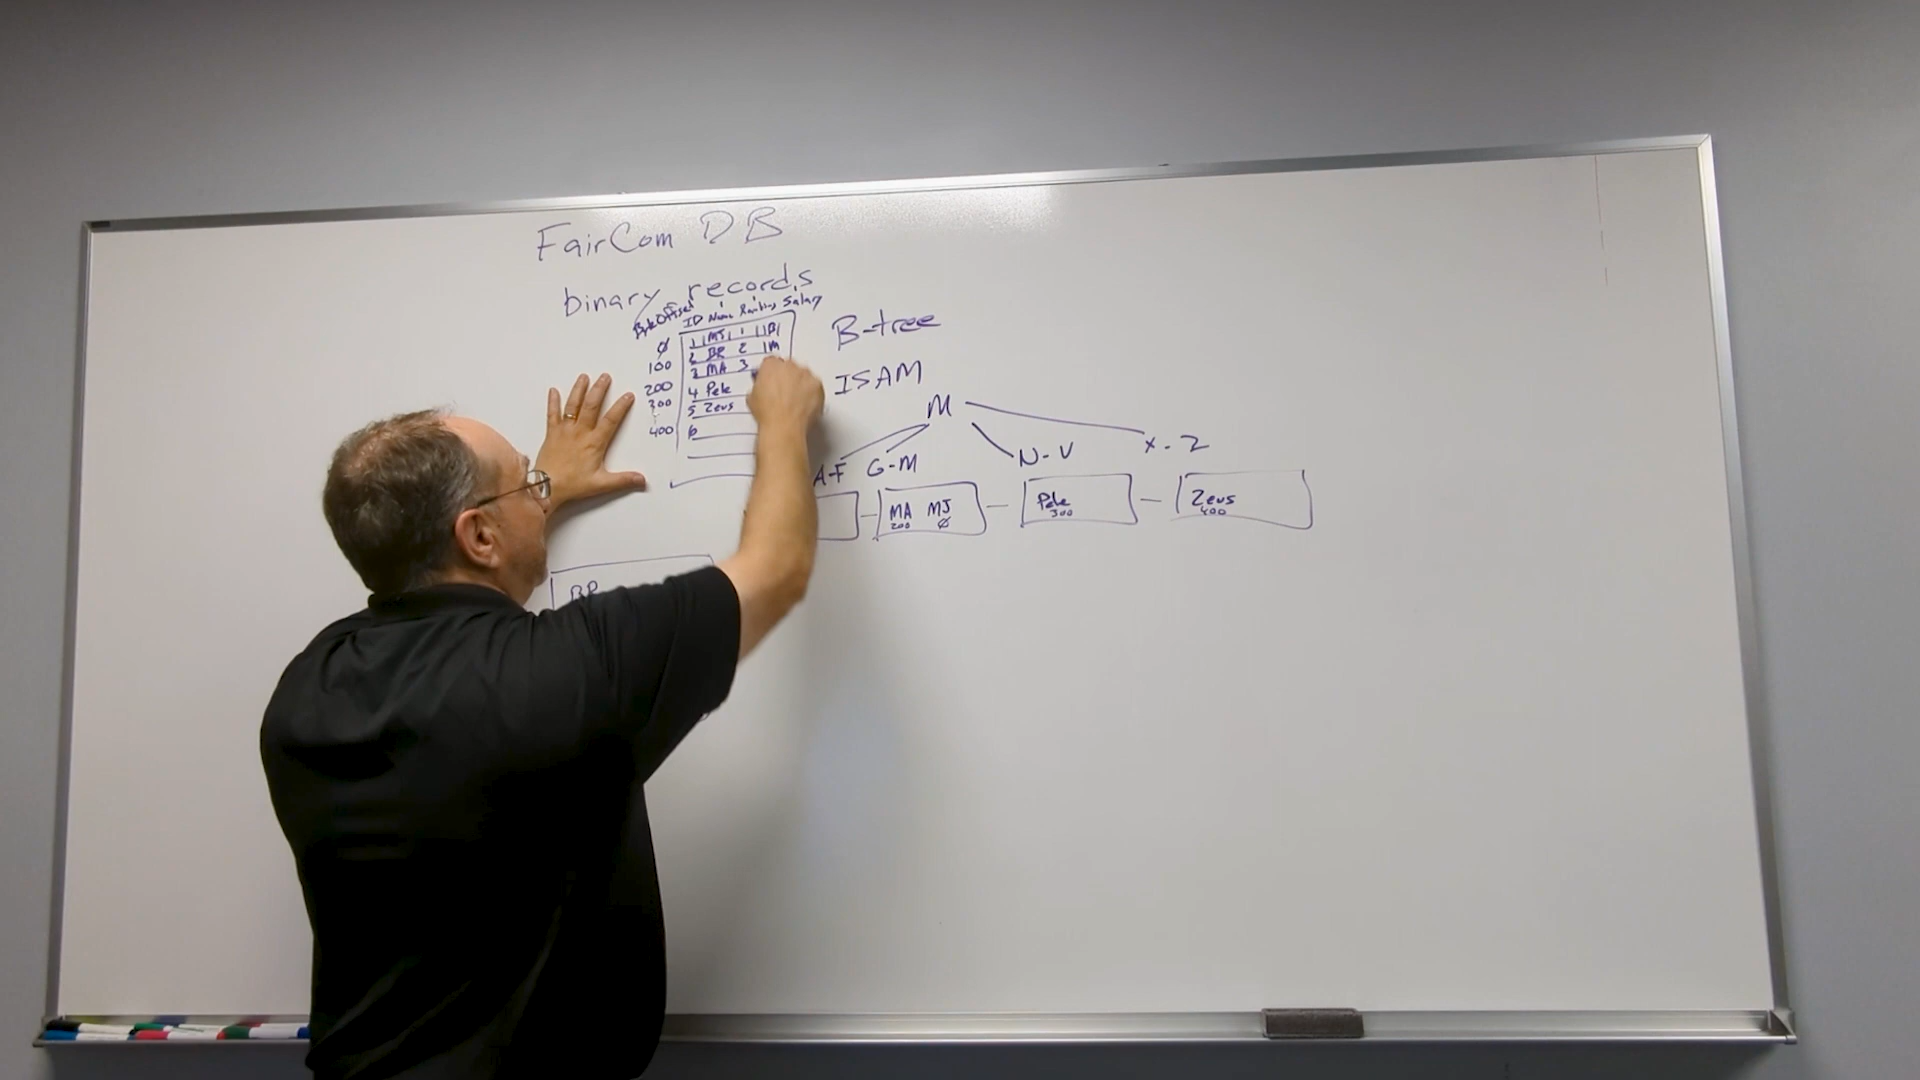 FairCom DB
binary records
Byte Offset ID Name Ranking Salary
Ø 1 MJ 1 1B
100 2 BR 2 1M
3 MA 3
200 4 Pele
300 5 Zeus
400 6
B-tree
ISAM
M
A-F G-M N-V X-Z
MA MJ Pele Zeus
200 Ø 300 400
BR